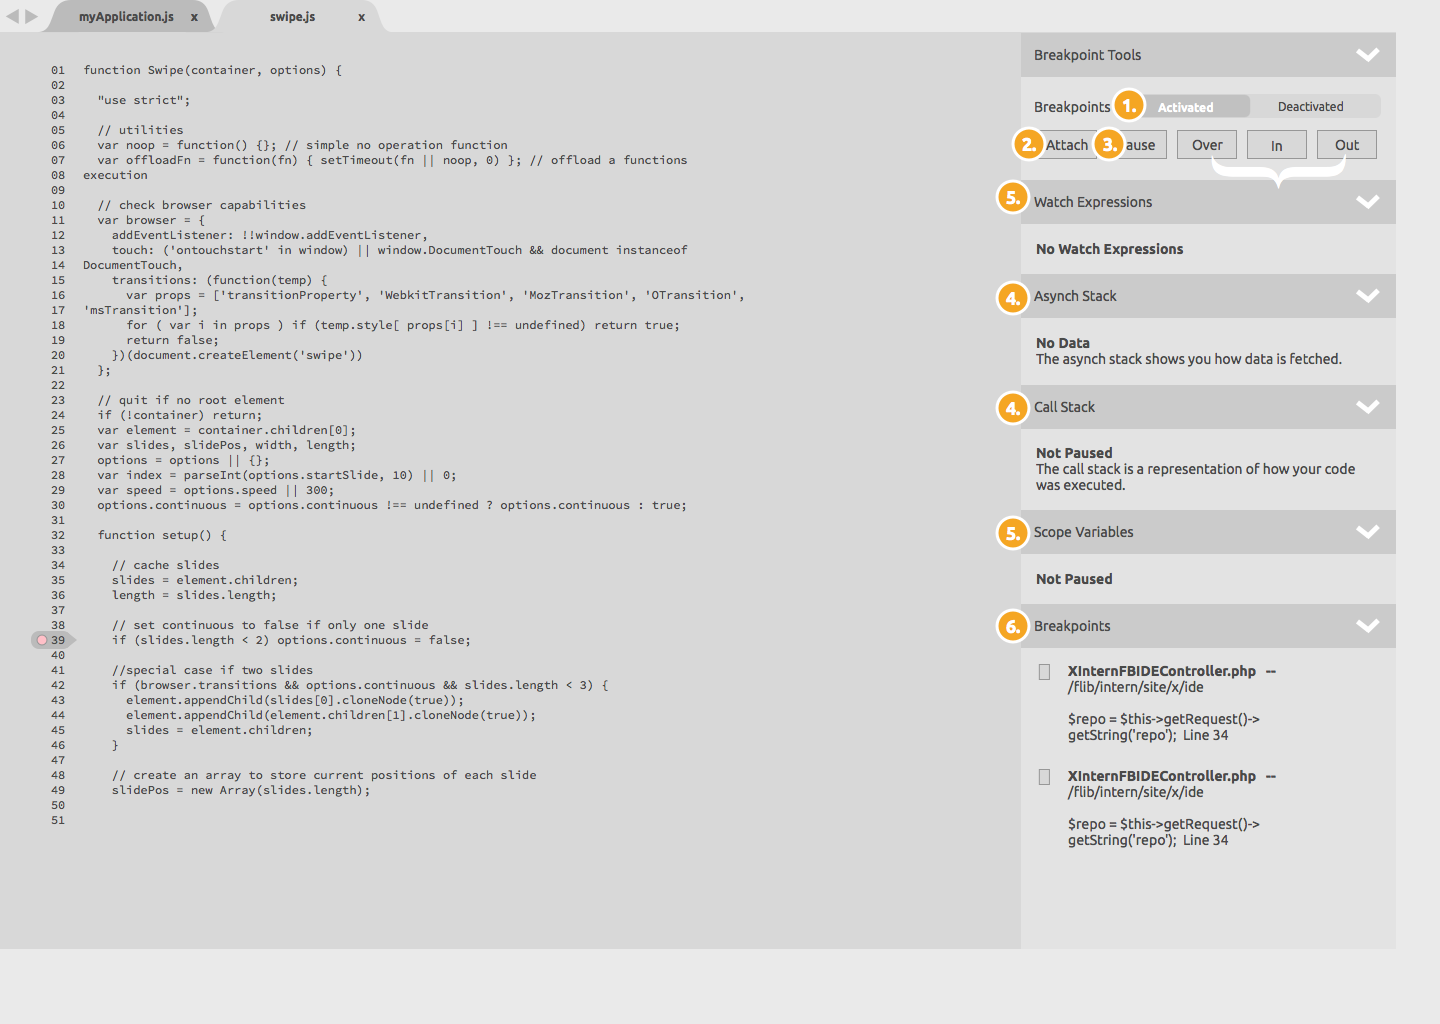 myApplication.js x
swipe.js x
01 function Swipe(container, options) {
02
03 "use strict";
04
05 // utilities
06 var noop = function() {}; // simple no operation function
07 var offloadFn = function(fn) { setTimeout(fn || noop, 0) }; // offload a functions
08 execution
09
10 // check browser capabilities
11 var browser = {
12 addEventListener: !!window.addEventListener,
13 touch: ('ontouchstart' in window) || window.DocumentTouch && document instanceof
14 DocumentTouch,
15 transitions: (function(temp) {
16 var props = ['transitionProperty', 'WebkitTransition', 'MozTransition', 'OTransition',
17 'msTransition'];
18 for ( var i in props ) if (temp.style[ props[i] ] !== undefined) return true;
19 return false;
20 })(document.createElement('swipe'))
21 };
22
23 // quit if no root element
24 if (!container) return;
25 var element = container.children[0];
26 var slides, slidePos, width, length;
27 options = options || {};
28 var index = parseInt(options.startSlide, 10) || 0;
29 var speed = options.speed || 300;
30 options.continuous = options.continuous !== undefined ? options.continuous : true;
31
32 function setup() {
33
34 // cache slides
35 slides = element.children;
36 length = slides.length;
37
38 // set continuous to false if only one slide
39 if (slides.length < 2) options.continuous = false;
40
41 //special case if two slides
42 if (browser.transitions && options.continuous && slides.length < 3) {
43 element.appendChild(slides[0].cloneNode(true));
44 element.appendChild(element.children[1].cloneNode(true));
45 slides = element.children;
46 }
47
48 // create an array to store current positions of each slide
49 slidePos = new Array(slides.length);
50
51
Breakpoint Tools
Breakpoints 1. Activated Deactivated
2. Attach 3. ause Over In Out
5. Watch Expressions
No Watch Expressions
4. Asynch Stack
No Data
The asynch stack shows you how data is fetched.
4. Call Stack
Not Paused
The call stack is a representation of how your code
was executed.
5. Scope Variables
Not Paused
6. Breakpoints
XInternFBIDEController.php --
/flib/intern/site/x/ide
$repo = $this->getRequest()->
getString('repo'); Line 34
XInternFBIDEController.php --
/flib/intern/site/x/ide
$repo = $this->getRequest()->
getString('repo'); Line 34